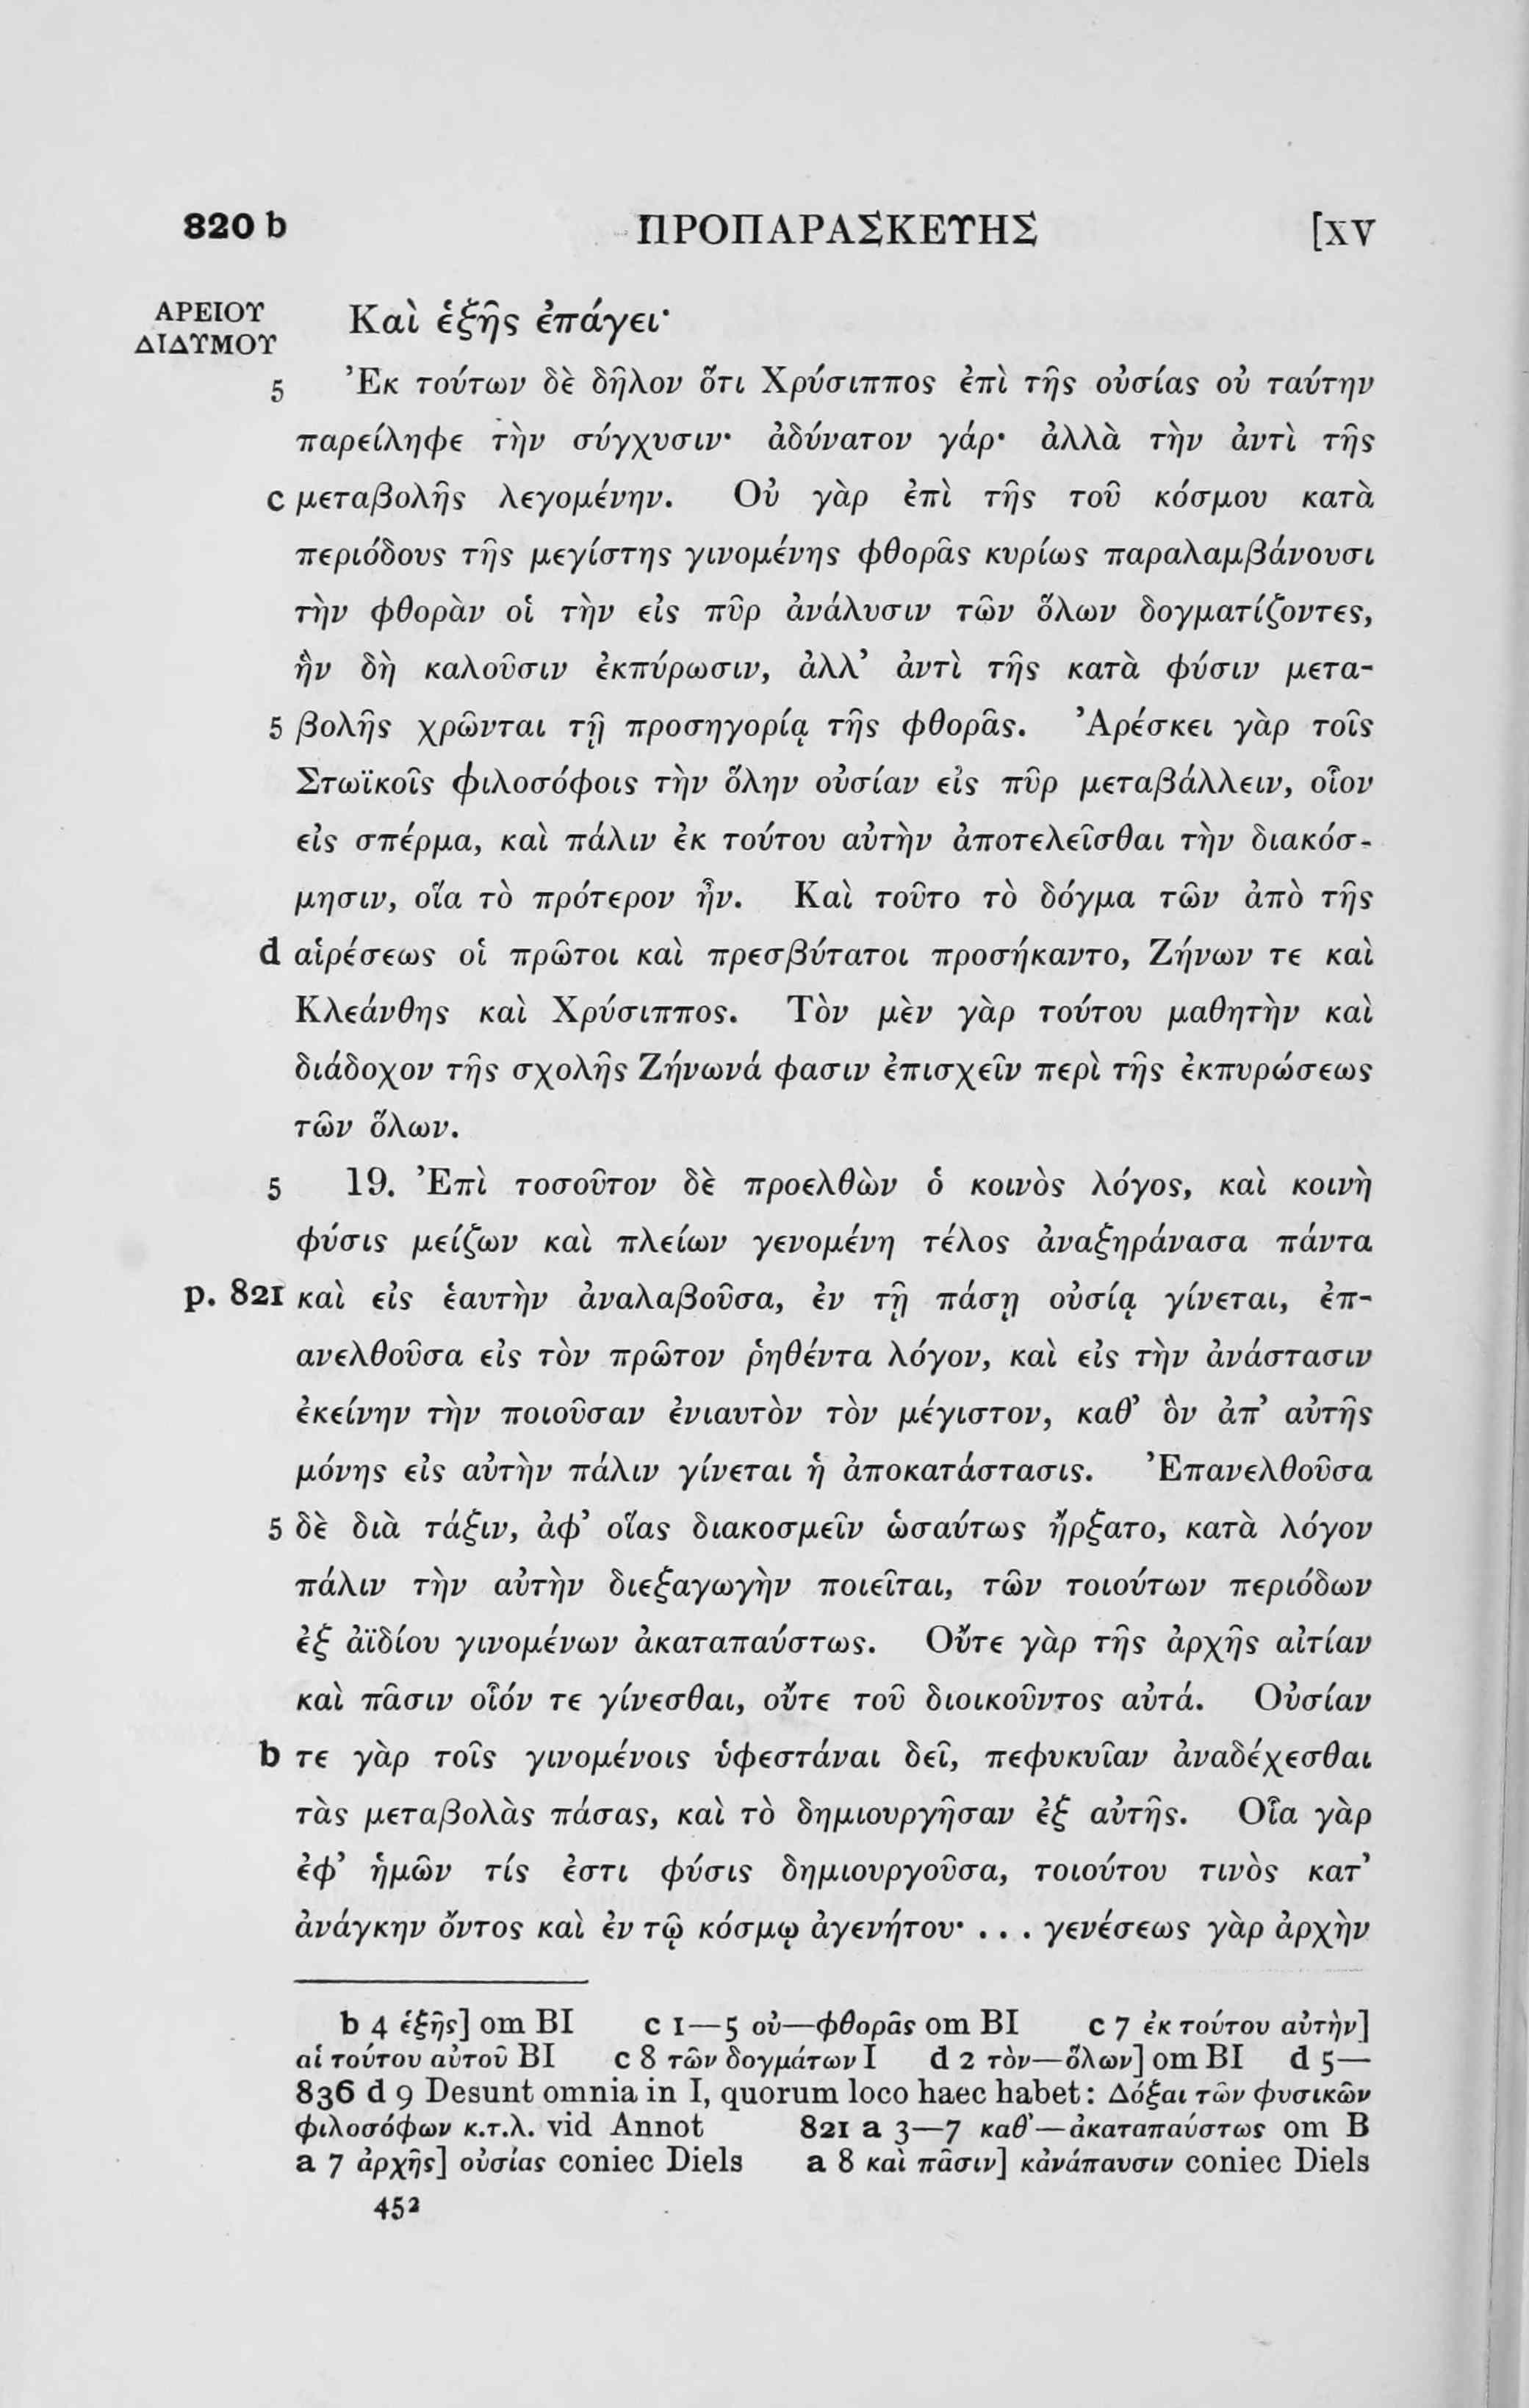 820 b ΠΡΟΠΑΡΑΣΚΕΥΗΣ [XV
ΑΡΕΙΟΥ ΔΙΔΥΜΟΥ
Καὶ ἑξῆς ἐπάγει·
5 Ἐκ τούτων δὲ δῆλον ὅτι Χρύσιππος ἐπὶ τῆς οὐσίας οὐ ταύτην
παρείληφε τὴν σύγχυσιν· ἀδύνατον γάρ· ἀλλὰ τὴν ἀντὶ τῆς
c μεταβολῆς λεγομένην. Οὐ γὰρ ἐπὶ τῆς τοῦ κόσμου κατὰ
περιόδους τῆς μεγίστης γινομένης φθορᾶς κυρίως παραλαμβάνουσι
τὴν φθορὰν οἱ τὴν εἰς πῦρ ἀνάλυσιν τῶν ὅλων δογματίζοντες,
ἣν δὴ καλοῦσιν ἐκπύρωσιν, ἀλλ’ ἀντὶ τῆς κατὰ φύσιν μετα-
5 βολῆς χρῶνται τῇ προσηγορίᾳ τῆς φθορᾶς. Ἀρέσκει γὰρ τοῖς
Στωϊκοῖς φιλοσόφοις τὴν ὅλην οὐσίαν εἰς πῦρ μεταβάλλειν, οἷον
εἰς σπέρμα, καὶ πάλιν ἐκ τούτου αὐτὴν ἀποτελεῖσθαι τὴν διακόσ-
μησιν, οἵα τὸ πρότερον ἦν. Καὶ τοῦτο τὸ δόγμα τῶν ἀπὸ τῆς
d αἱρέσεως οἱ πρῶτοι καὶ πρεσβύτατοι προσήκαντο, Ζήνων τε καὶ
Κλεάνθης καὶ Χρύσιππος. Τὸν μὲν γὰρ τούτου μαθητὴν καὶ
διάδοχον τῆς σχολῆς Ζήνωνά φασιν ἐπισχεῖν περὶ τῆς ἐκπυρώσεως
τῶν ὅλων.
5 19. Ἐπὶ τοσοῦτον δὲ προελθὼν ὁ κοινὸς λόγος, καὶ κοινὴ
φύσις μείζων καὶ πλείων γενομένη τέλος ἀναξηράνασα πάντα
p. 821 καὶ εἰς ἑαυτὴν ἀναλαβοῦσα, ἐν τῇ πάσῃ οὐσίᾳ γίνεται, ἐπ-
ανελθοῦσα εἰς τὸν πρῶτον ῥηθέντα λόγον, καὶ εἰς τὴν ἀνάστασιν
ἐκείνην τὴν ποιοῦσαν ἐνιαυτὸν τὸν μέγιστον, καθ’ ὃν ἀπ’ αὐτῆς
μόνης εἰς αὐτὴν πάλιν γίνεται ἡ ἀποκατάστασις. Ἐπανελθοῦσα
5 δὲ διὰ τάξιν, ἀφ’ οἵας διακοσμεῖν ὡσαύτως ἤρξατο, κατὰ λόγον
πάλιν τὴν αὐτὴν διεξαγωγὴν ποιεῖται, τῶν τοιούτων περιόδων
ἐξ ἀϊδίου γινομένων ἀκαταπαύστως. Οὔτε γὰρ τῆς ἀρχῆς αἰτίαν
καὶ πᾶσιν οἷόν τε γίνεσθαι, οὔτε τοῦ διοικοῦντος αὐτά. Οὐσίαν
b τε γὰρ τοῖς γινομένοις ὑφεστάναι δεῖ, πεφυκυῖαν ἀναδέχεσθαι
τὰς μεταβολὰς πάσας, καὶ τὸ δημιουργῆσαν ἐξ αὐτῆς. Οἵα γὰρ
ἐφ’ ἡμῶν τίς ἐστι φύσις δημιουργοῦσα, τοιούτου τινὸς κατ’
ἀνάγκην ὄντος καὶ ἐν τῷ κόσμῳ ἀγενήτου· . . . γενέσεως γὰρ ἀρχὴν
b 4 ἑξῆς] om BI c 1—5 οὐ—φθορᾶς om BI c 7 ἐκ τούτου αὐτὴν]
αἱ τούτου αὐτοῦ BI c 8 τῶν δογμάτων I d 2 τὸν—ὅλων] om BI d 5—
836 d 9 Desunt omnia in I, quorum loco haec habet: Δόξαι τῶν φυσικῶν
φιλοσόφων κ.τ.λ. vid Annot 821 a 3—7 καθ’—ἀκαταπαύστως om B
a 7 ἀρχῆς] οὐσίας coniec Diels a 8 καὶ πᾶσιν] κἀνάπαυσιν coniec Diels
452